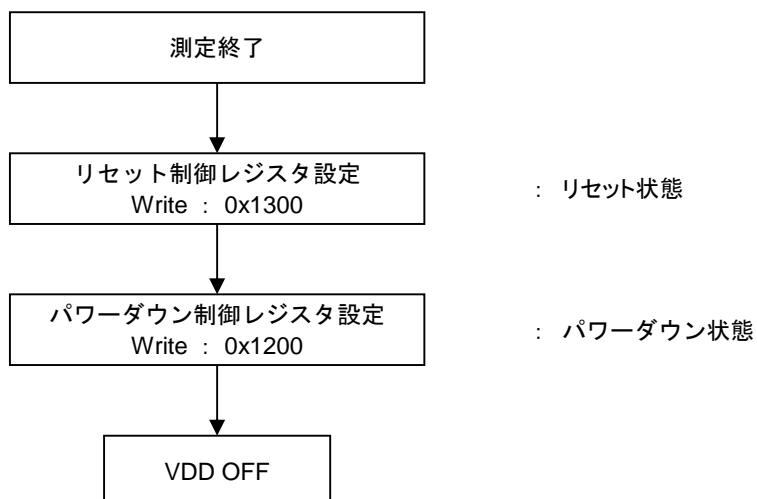 測定終了
リセット制御レジスタ設定
Write : 0x1300
: リセット状態
パワーダウン制御レジスタ設定
Write : 0x1200
: パワーダウン状態
VDD OFF